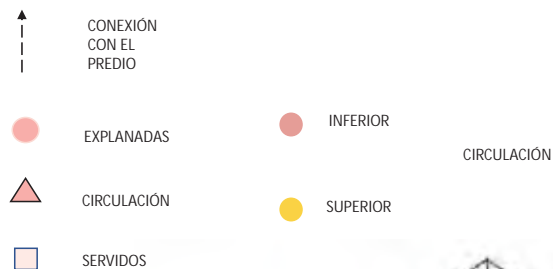 CONEXIÓN
CON EL
PREDIO
EXPLANADAS
CIRCULACIÓN
SERVIDOS
INFERIOR
SUPERIOR
CIRCULACIÓN